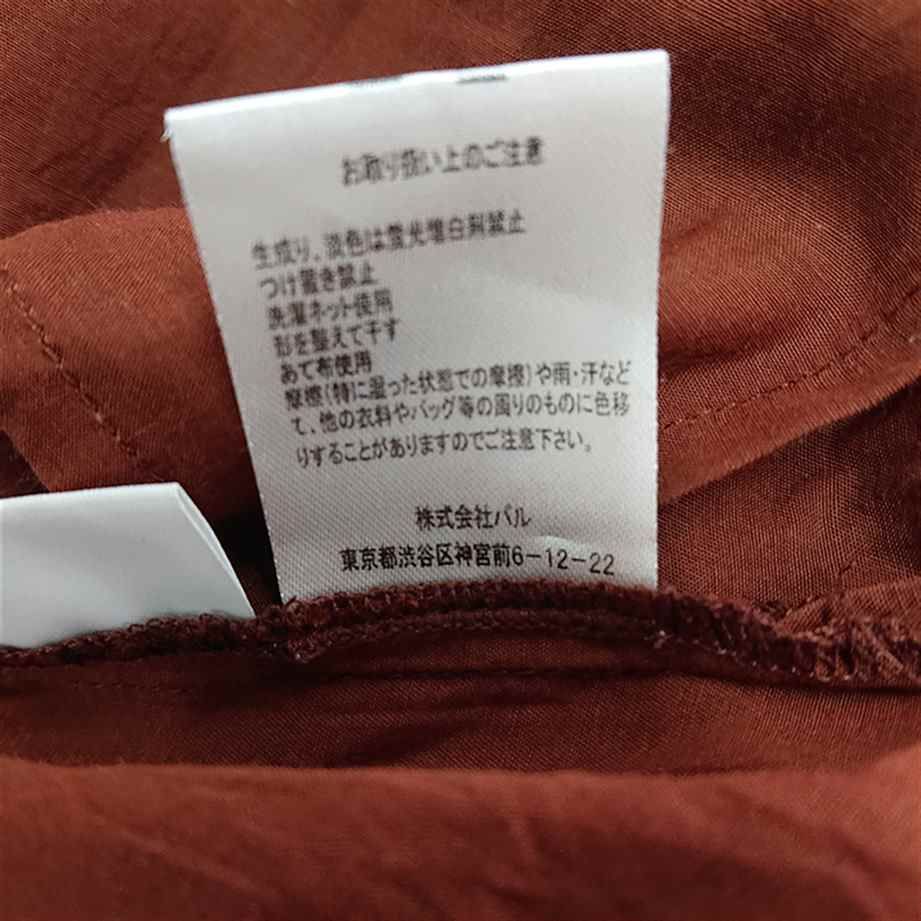 お取り扱い上のご注意
生成り、淡色は蛍光増白剤禁止
つけ置き禁止
洗濯ネット使用
形を整えて干す
あて布使用
摩擦(特に湿った状態での摩擦)や雨・汗など
て、他の衣料やバッグ等の周りのものに色移
りすることがありますのでご注意下さい。
株式会社パル
東京都渋谷区神宮前6-12-22